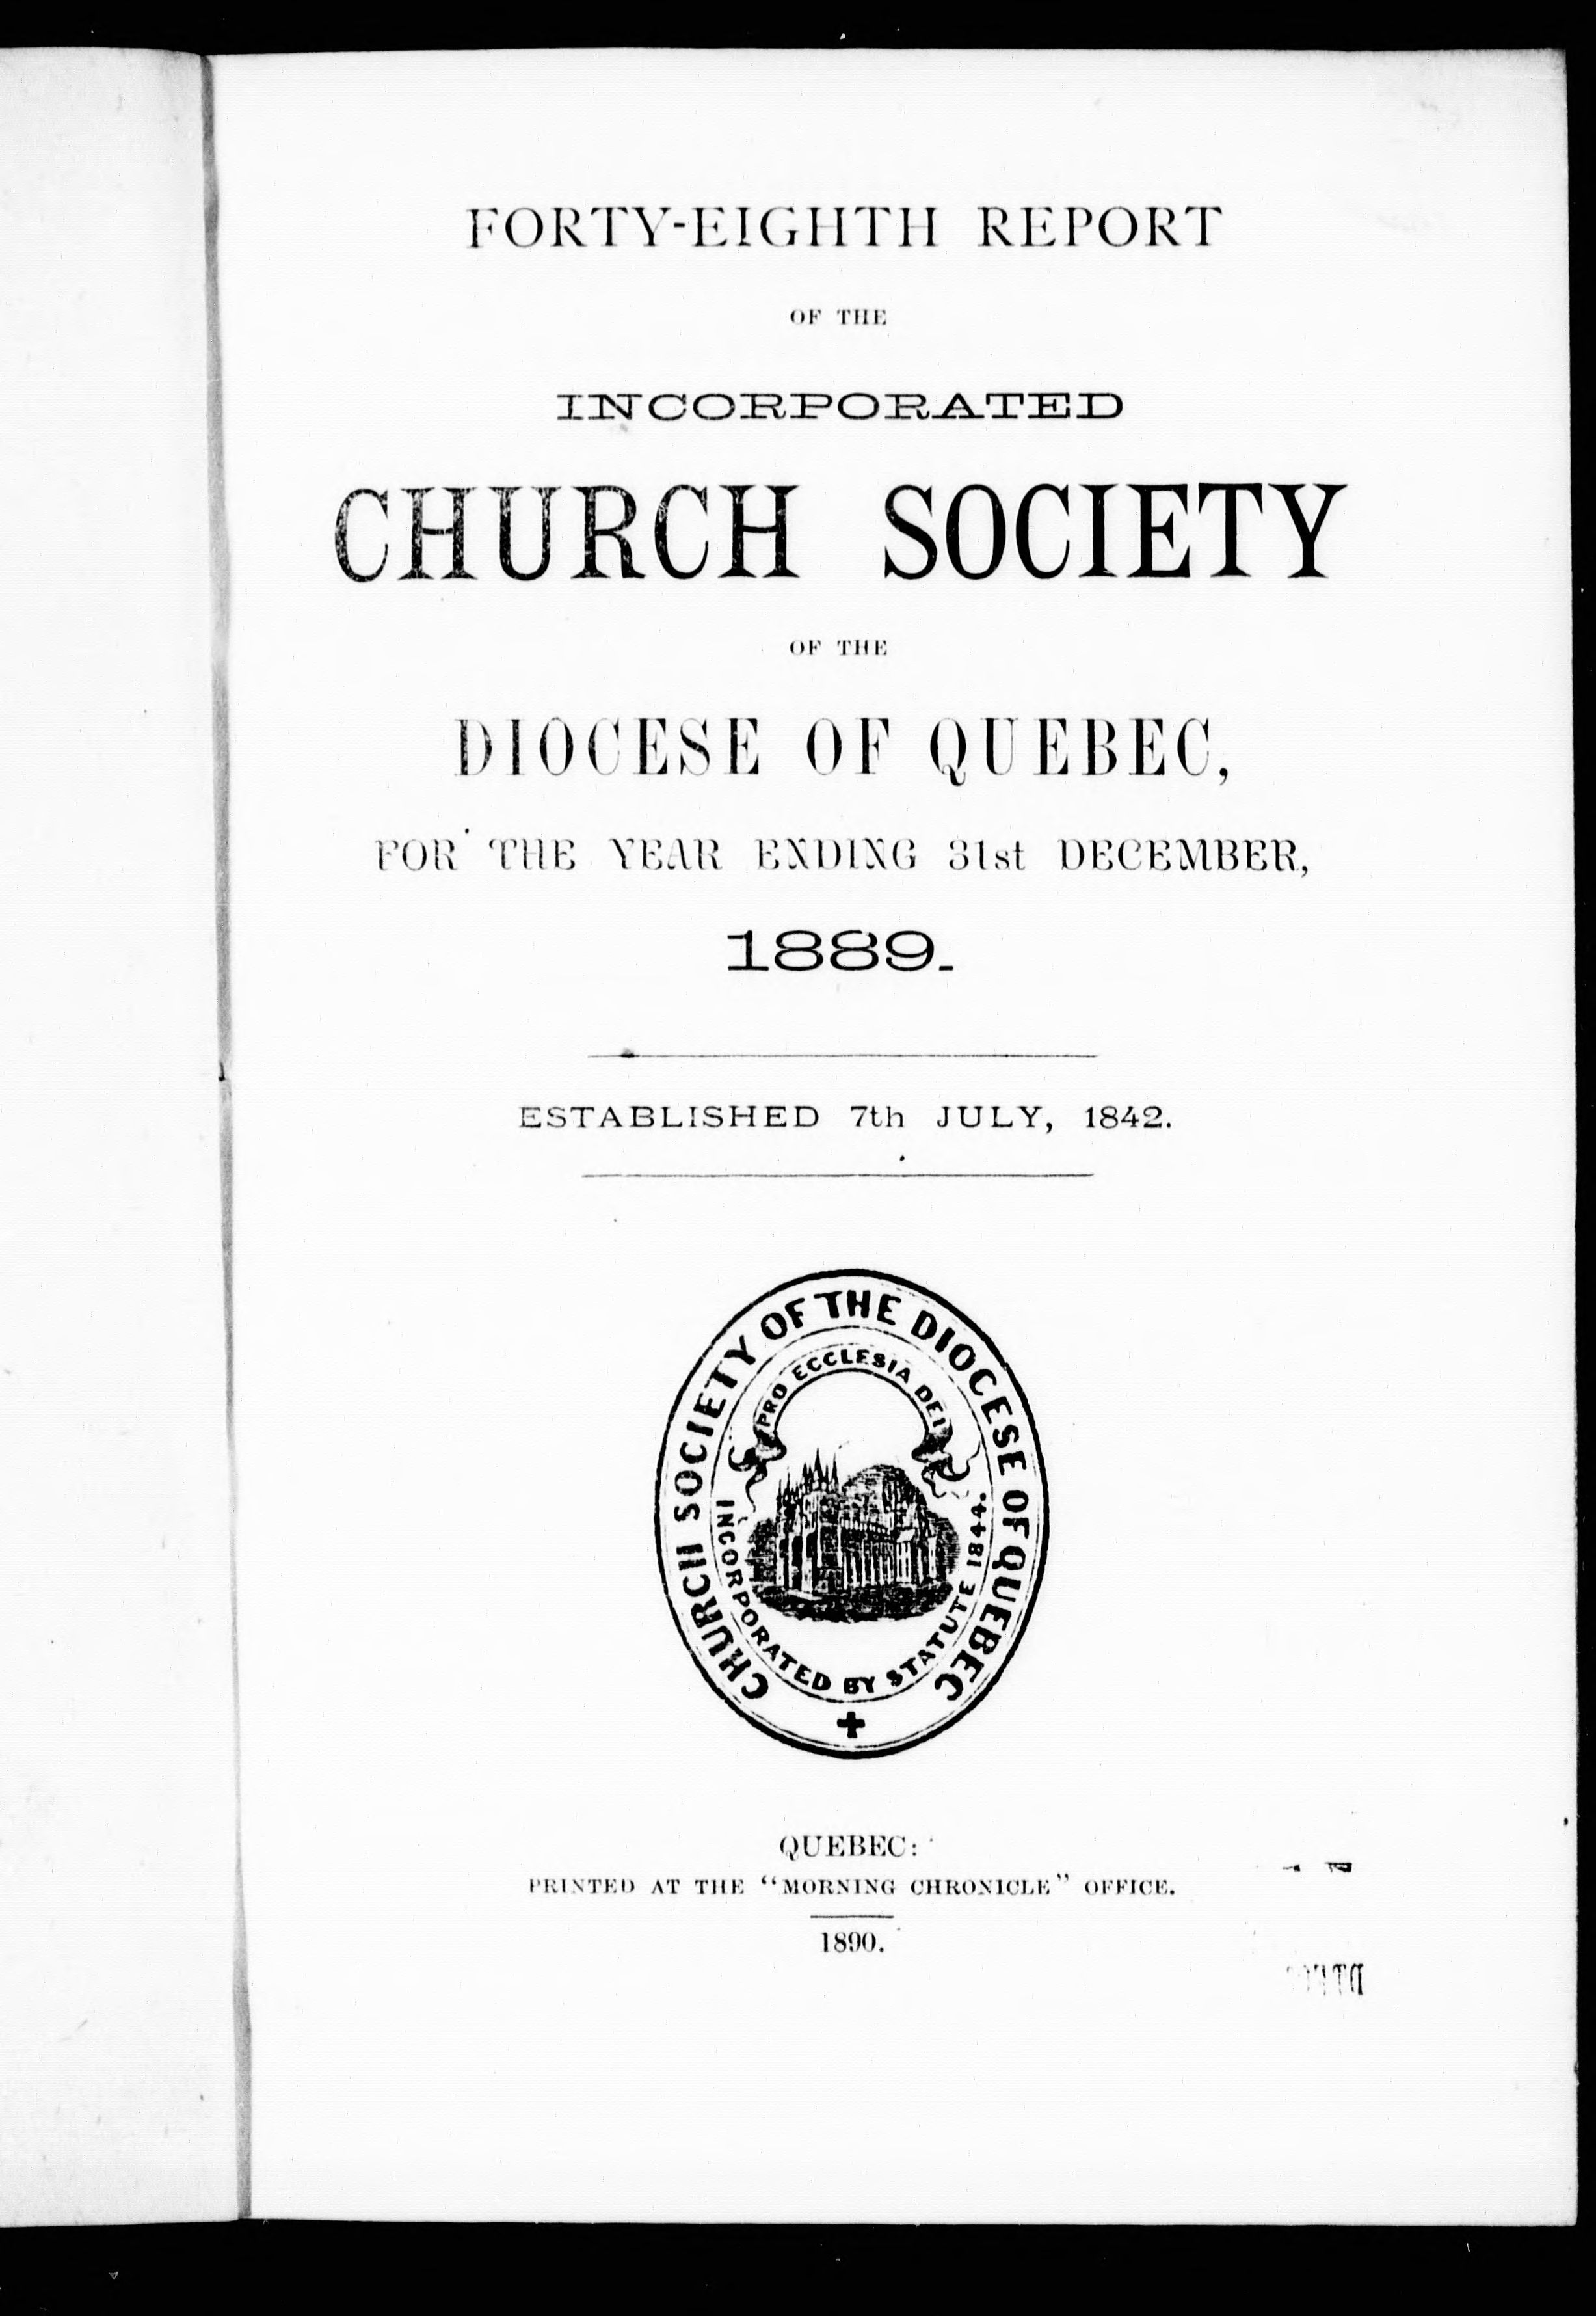 FORTY-EIGHTH REPORT
OF THE
INCORPORATED
CHURCH SOCIETY
OF THE
DIOCESE OF QUEBEC,
FOR THE YEAR ENDING 31st DECEMBER,
1889.
ESTABLISHED 7th JULY, 1842.
CHURCH SOCIETY OF THE DIOCESE OF QUEBEC
PRO ECCLESIA DEI
INCORPORATED BY STATUTE 1844.
QUEBEC:
PRINTED AT THE "MORNING CHRONICLE" OFFICE.
1890.